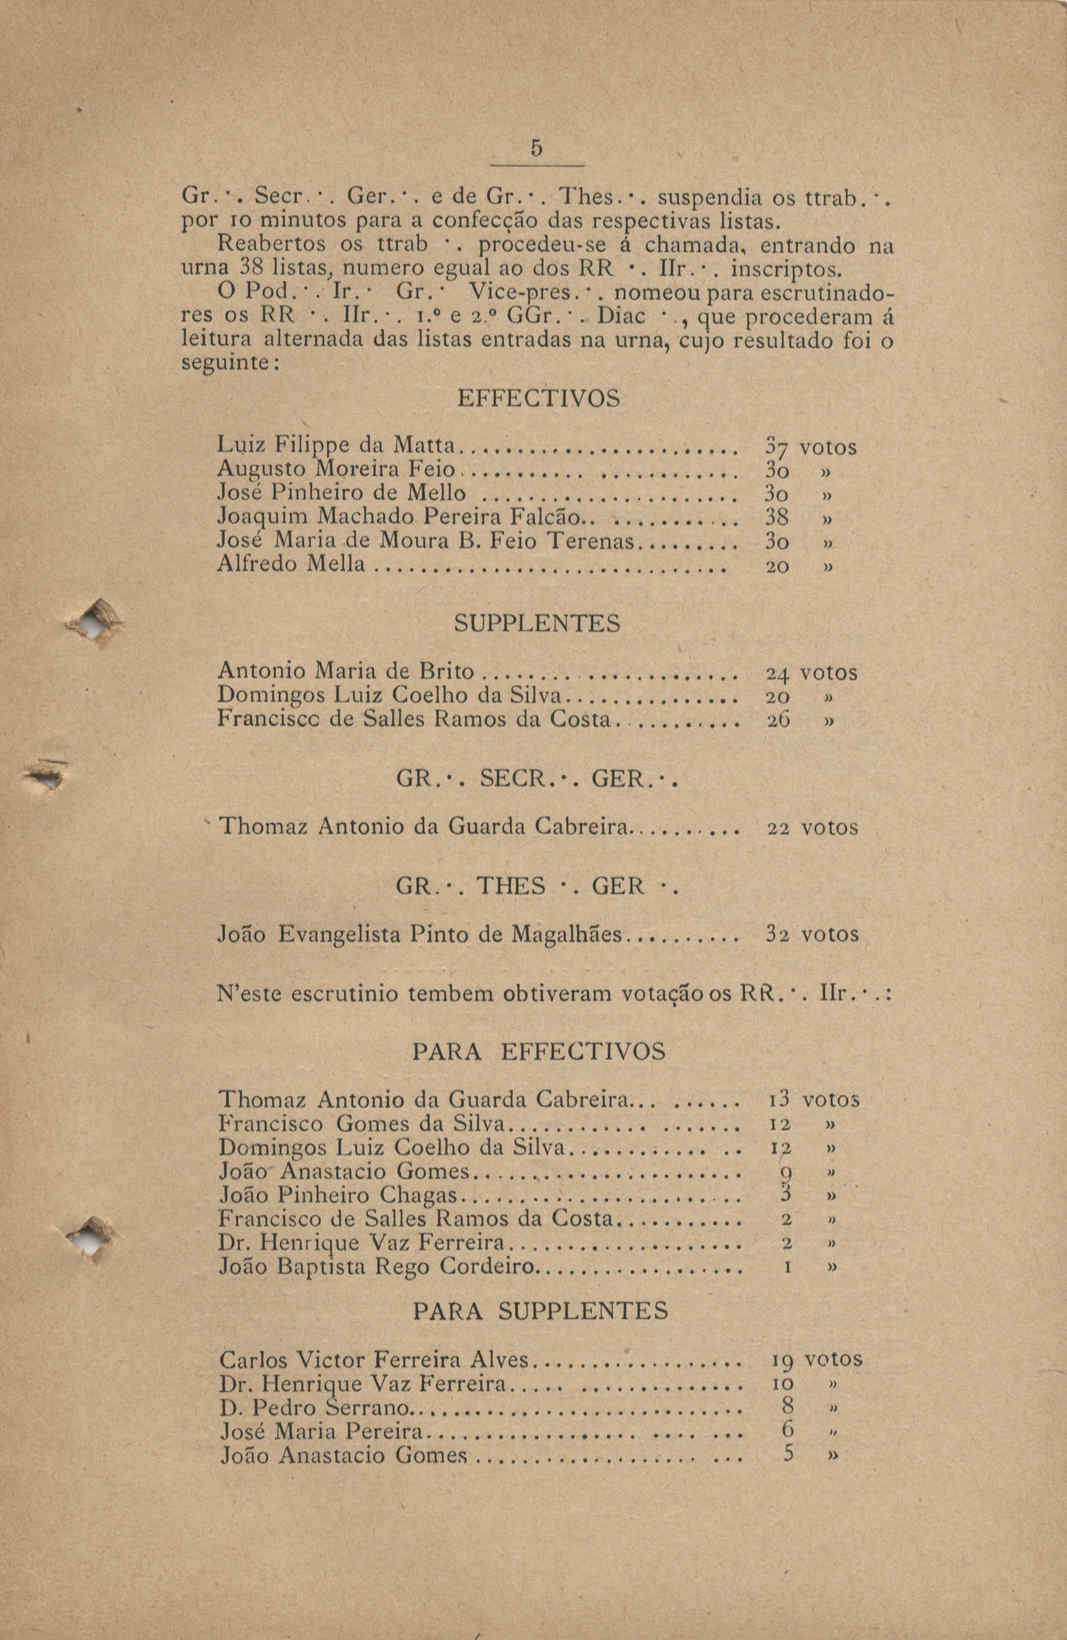 5
Gr.·. Secr.·. Ger.·. e de Gr.·. Thes.·. suspendia os ttrab.·.
por 10 minutos para a confecção das respectivas listas.
Reabertos os ttrab ·. procedeu-se á chamada, entrando na
urna 38 listas, numero egual ao dos RR ·. IIr.·. inscriptos.
O Pod.·. Ir.· Gr.· Vice-pres.·. nomeou para escrutinado-
res os RR ·. IIr.·. 1.º e 2.º GGr.·. Diac ·., que procederam á
leitura alternada das listas entradas na urna, cujo resultado foi o
seguinte:
EFFECTIVOS
Luiz Filippe da Matta........................ 37 votos
Augusto Moreira Feio........... ............ 30 »
José Pinheiro de Mello ...................... 30 »
Joaquim Machado Pereira Falcão.. ........... 38 »
José Maria de Moura B. Feio Terenas......... 30 »
Alfredo Mella .............................. 20 »
SUPPLENTES
Antonio Maria de Brito ...................... 24 votos
Domingos Luiz Coelho da Silva............... 20 »
Franciscc de Salles Ramos da Costa........... 26 »
GR.·. SECR.·. GER.·.
Thomaz Antonio da Guarda Cabreira.......... 22 votos
GR.·. THES ·. GER ·.
João Evangelista Pinto de Magalhães.......... 32 votos
N'este escrutinio tembem obtiveram votação os RR.·. IIr.·.:
PARA EFFECTIVOS
Thomaz Antonio da Guarda Cabreira... ...... 13 votos
Francisco Gomes da Silva............ ....... 12 »
Domingos Luiz Coelho da Silva............ .. 12 »
João Anastacio Gomes....................... 9 »
João Pinheiro Chagas........................ 3 »
Francisco de Salles Ramos da Costa........... 2 »
Dr. Henrique Vaz Ferreira.................... 2 »
João Baptista Rego Cordeiro.................. 1 »
PARA SUPPLENTES
Carlos Victor Ferreira Alves.................. 19 votos
Dr. Henrique Vaz Ferreira..... .............. 10 »
D. Pedro Serrano............................ 8 »
José Maria Pereira.................. .... ... 6 »
João Anastacio Gomes ................... ... 5 »